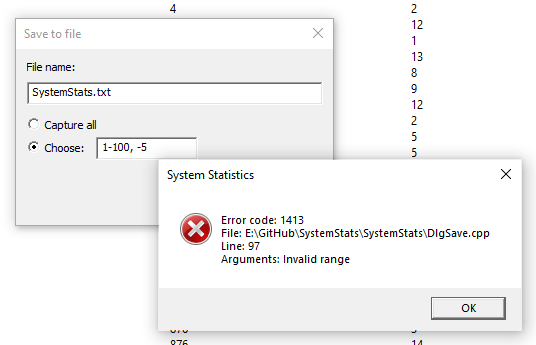 4 2
12
Save to file
1
13
File name:
8
9
SystemStats.txt
12
2
Capture all
5
Choose: 1-100, -5
5
System Statistics
Error code: 1413
File: E:\GitHub\SystemStats\SystemStats\DlgSave.cpp
Line: 97
Arguments: Invalid range
OK
876 14